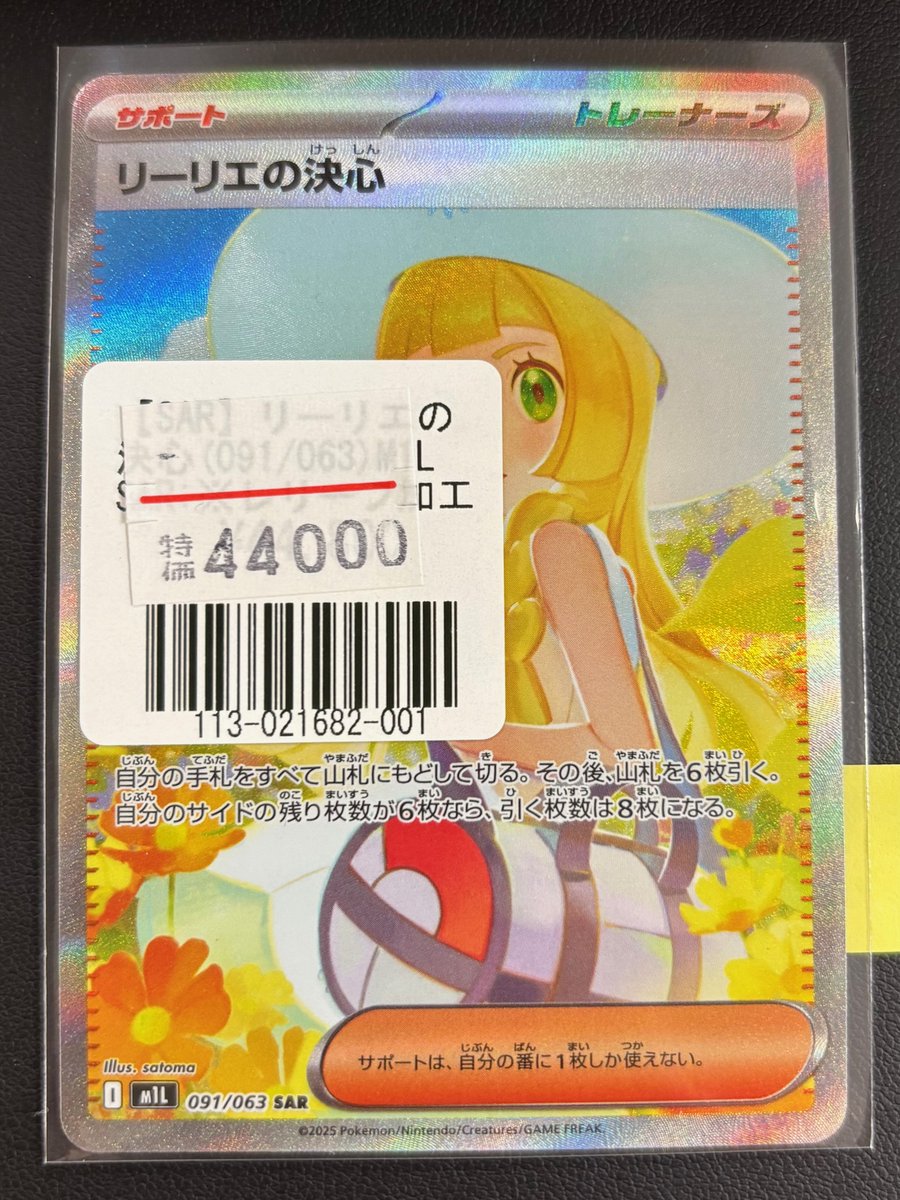 サポート
トレーナーズ
けっ しん
リーリエの決心
【SAR】リーリエの
決心(091/063)M1L
特価 44000
113-021682-001
じぶん てふだ やまふだ き ご やまふだ まい ひ
自分の手札をすべて山札にもどして切る。その後、山札を6枚引く。
じぶん のこ まいすう まい ひ まいすう まい
自分のサイドの残り枚数が6枚なら、引く枚数は8枚になる。
じぶん ばん まい つか
サポートは、自分の番に1枚しか使えない。
Illus. satoma
I M1L 091/063 SAR
©2025 Pokémon/Nintendo/Creatures/GAME FREAK.